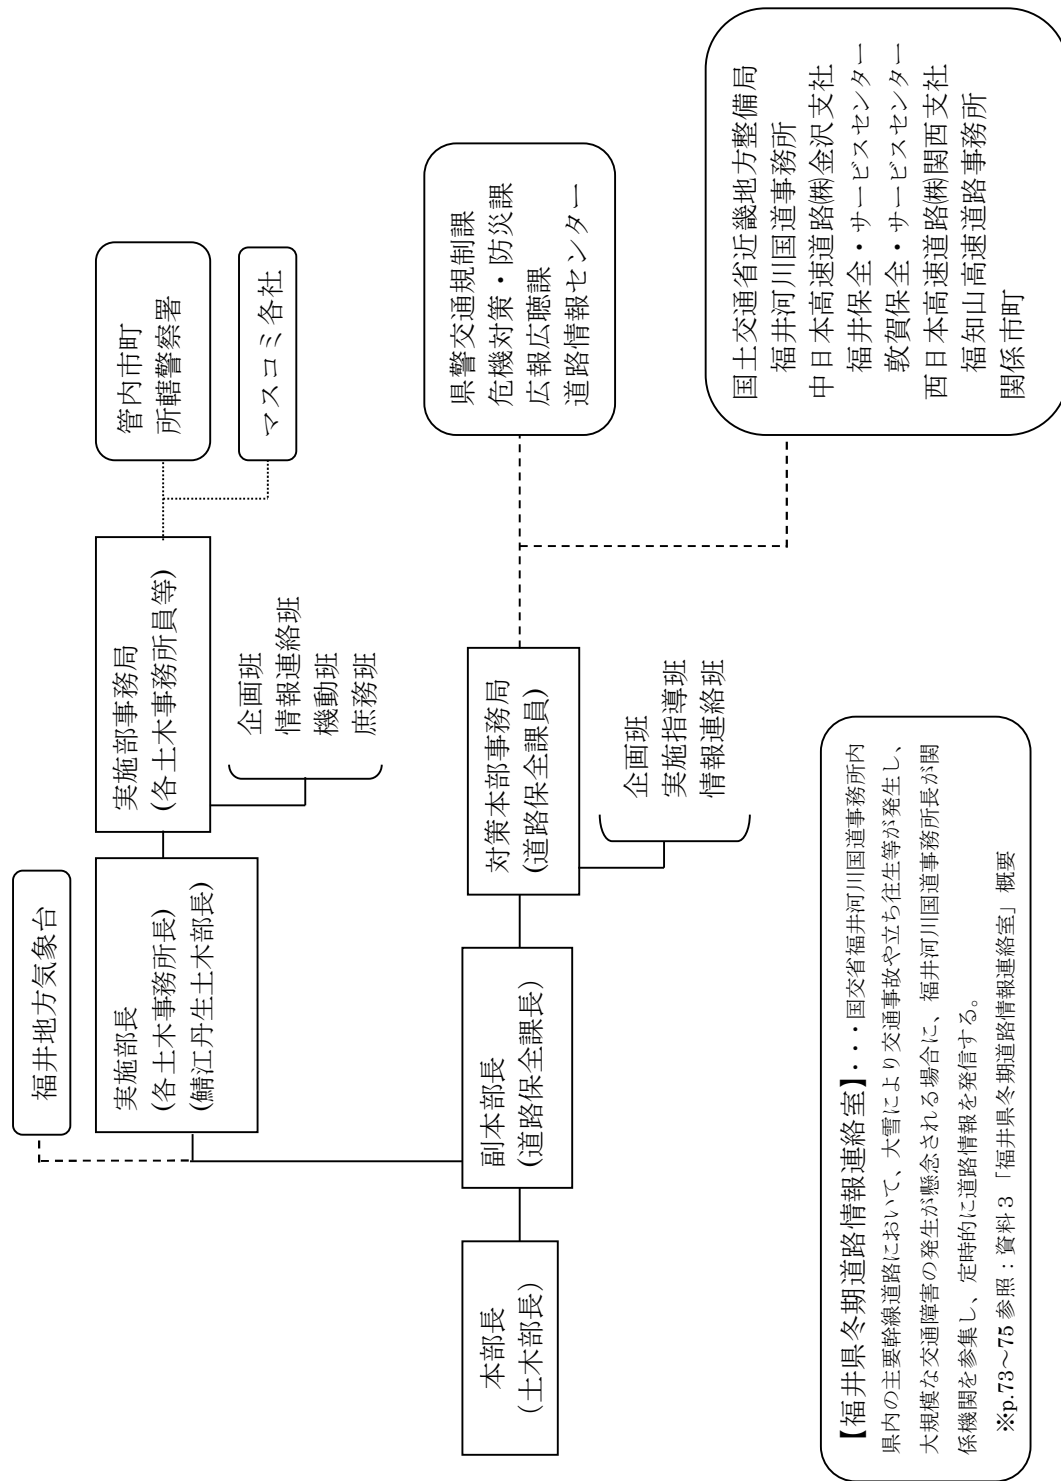 福井地方気象台
実施部長
(各土木事務所長)
(鯖江丹生土木部長)
実施部事務局
(各土木事務所員等)
企画班
情報連絡班
機動班
庶務班
管内市町
所轄警察署
マスコミ各社
本部長
(土木部長)
副本部長
(道路保全課長)
対策本部事務局
(道路保全課員)
企画班
実施指導班
情報連絡班
県警交通規制課
危機対策・防災課
広報広聴課
道路情報センター
国土交通省近畿地方整備局
福井河川国道事務所
中日本高速道路㈱金沢支社
福井保全・サービスセンター
敦賀保全・サービスセンター
西日本高速道路㈱関西支社
福知山高速道路事務所
関係市町
【福井県冬期道路情報連絡室】・・・国交省福井河川国道事務所内
県内の主要幹線道路において、大雪により交通事故や立ち往生等が発生し、
大規模な交通障害の発生が懸念される場合に、福井河川国道事務所長が関
係機関を参集し、定時的に道路情報を発信する。
※p.73～75 参照：資料3「福井県冬期道路情報連絡室」概要